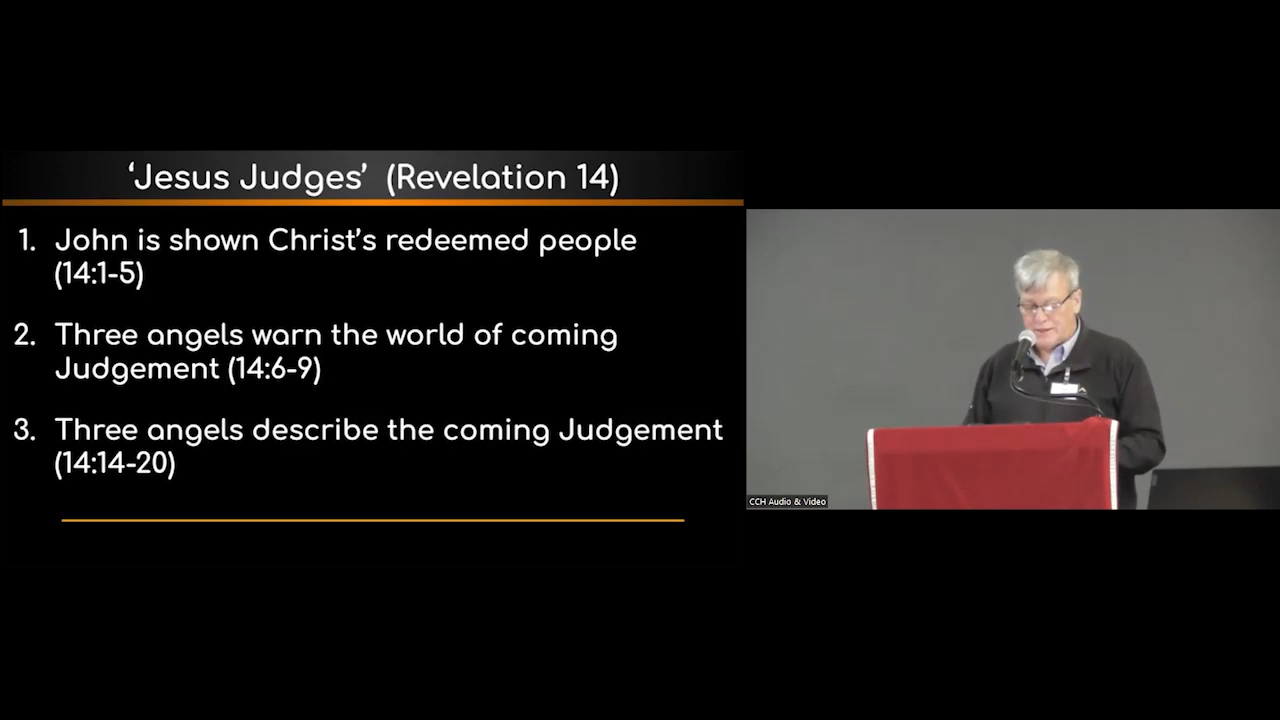 ‘Jesus Judges’ (Revelation 14)
1. John is shown Christ’s redeemed people
(14:1-5)
2. Three angels warn the world of coming
Judgement (14:6-9)
3. Three angels describe the coming Judgement
(14:14-20)
CCH Audio & Video